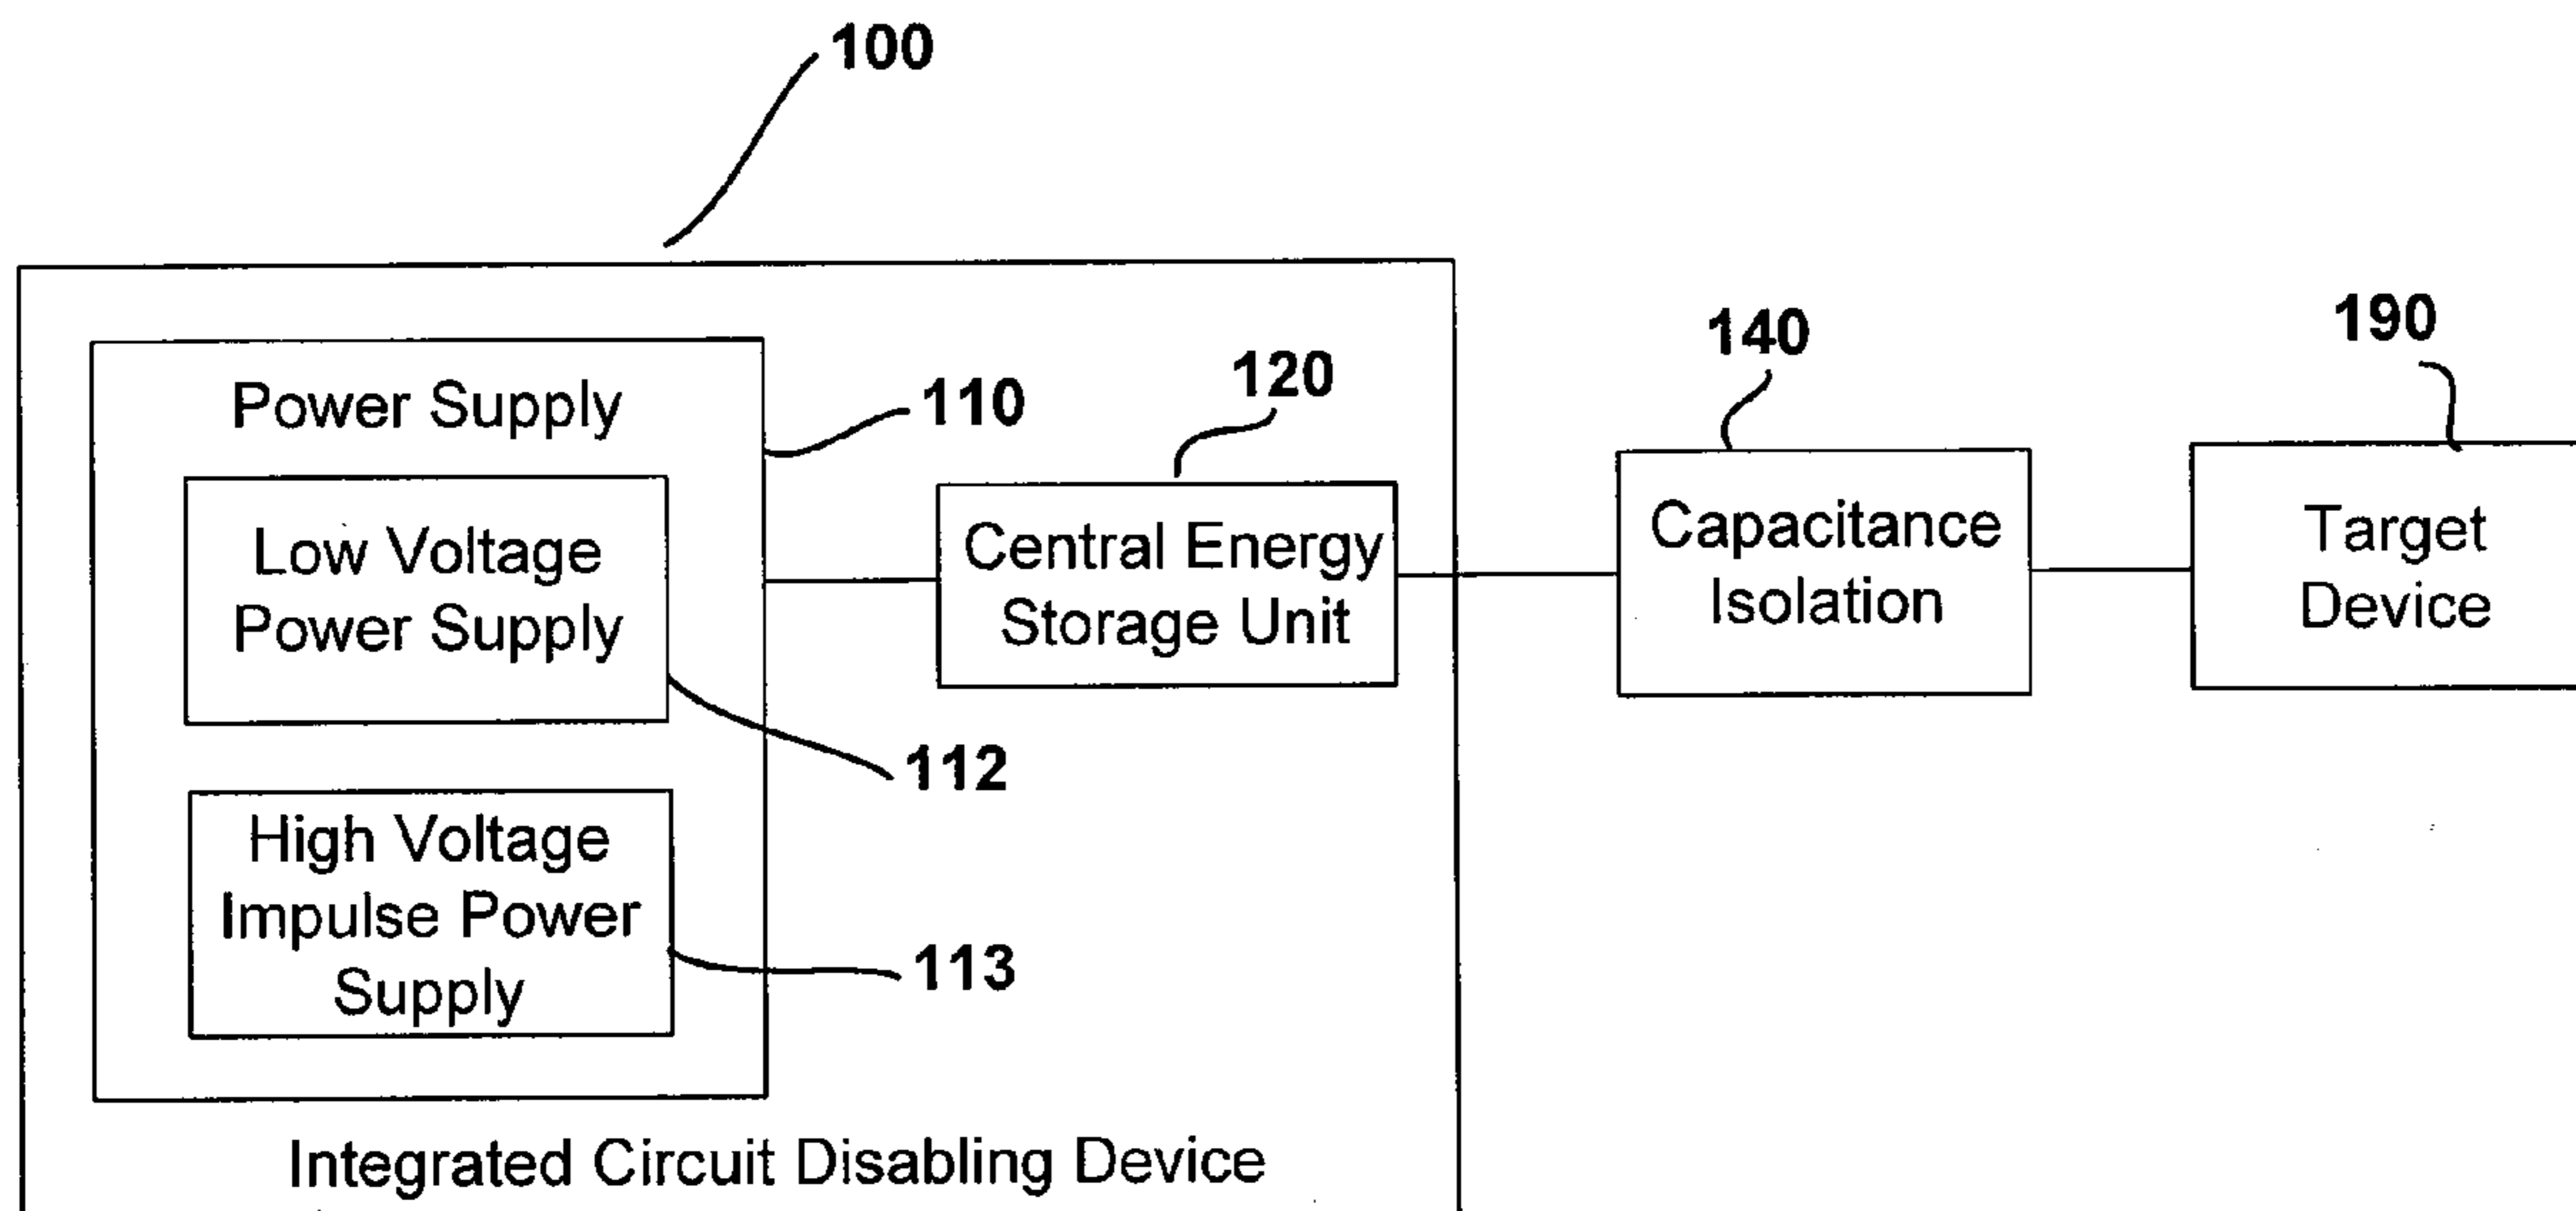 100
190
140
120
Power Supply
110
Low Voltage
Power Supply
Central Energy
Storage Unit
Capacitance
Isolation
Target
Device
112
High Voltage
Impulse Power
Supply
113
Integrated Circuit Disabling Device